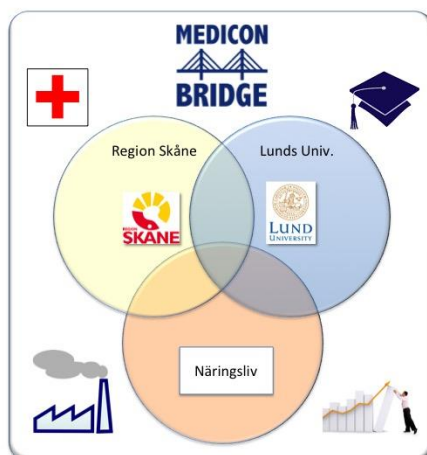 MEDICON
BRIDGE
Region Skåne
Lunds Univ.
REGION
SKÅNE
LUND
UNIVERSITY
Näringsliv